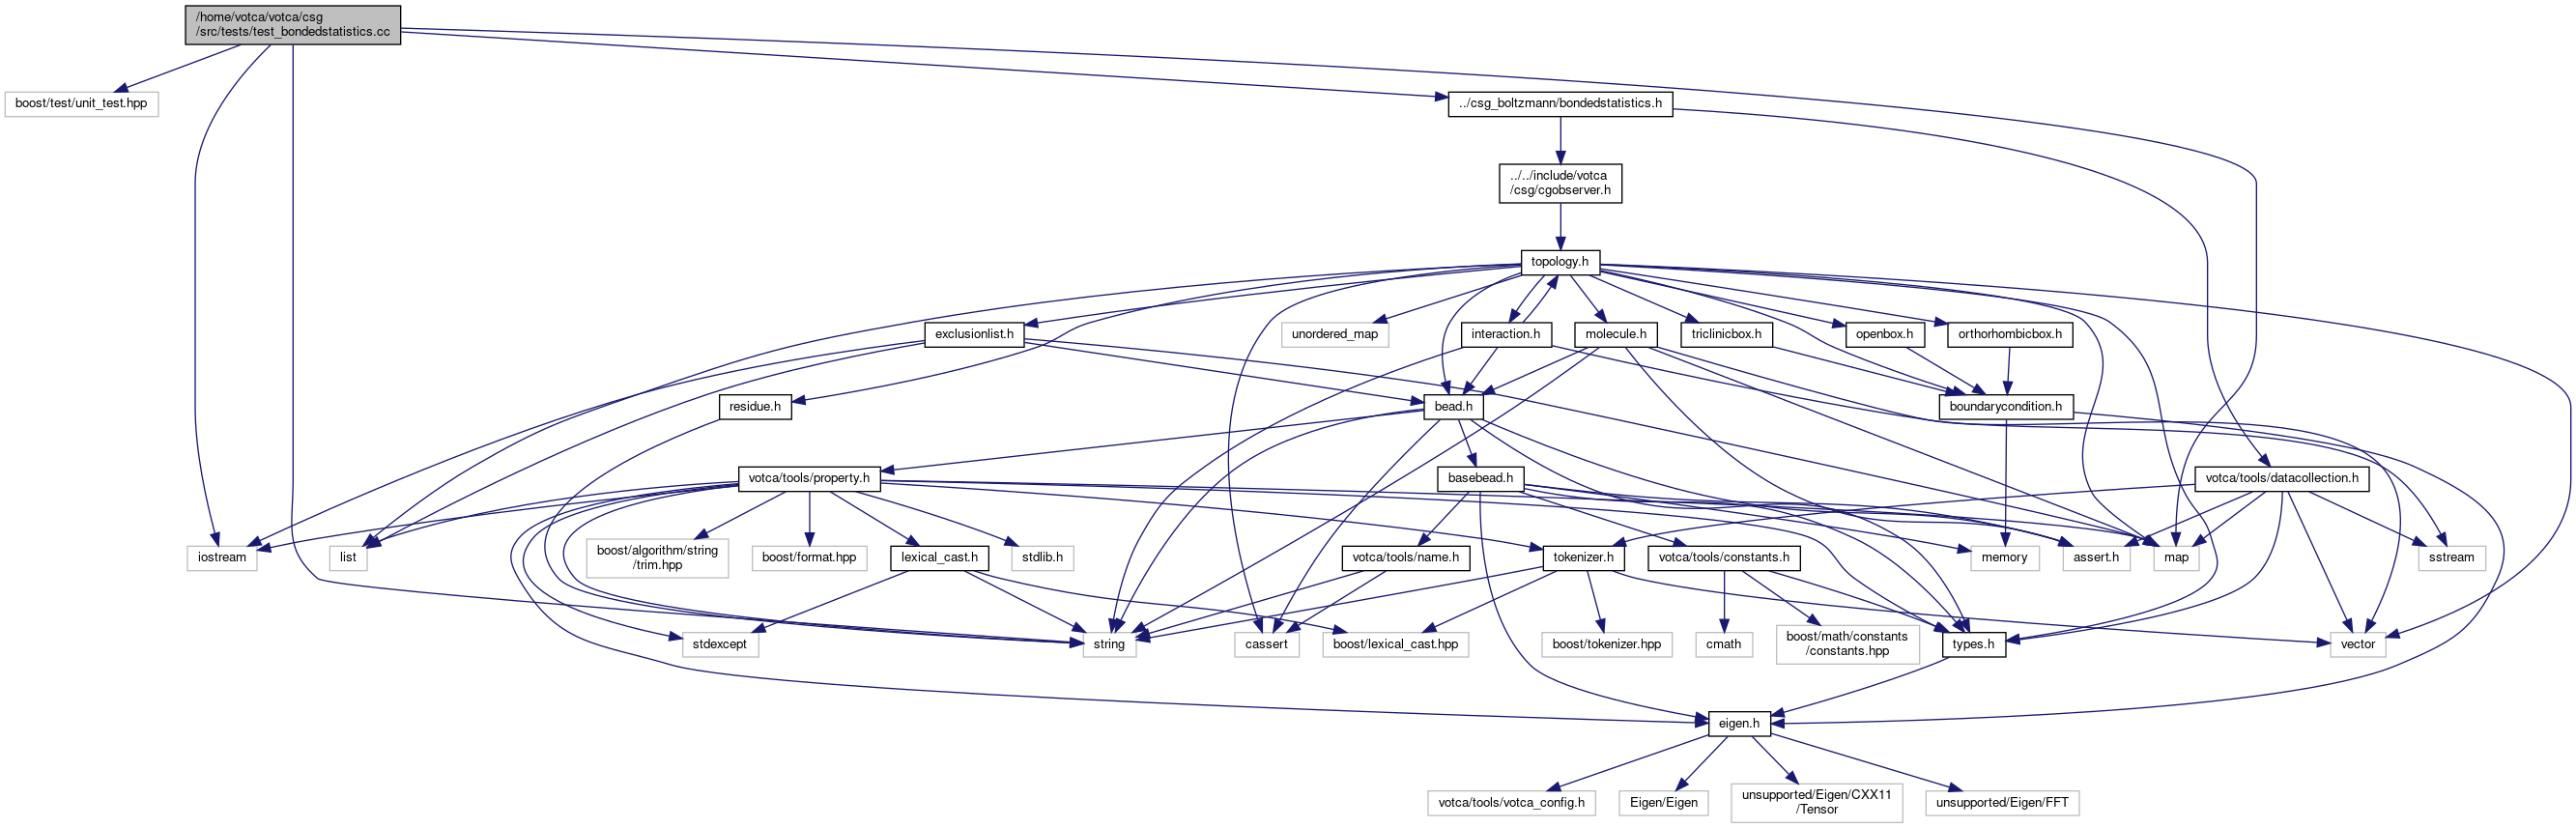 /home/votca/votca/csg
/src/tests/test_bondedstatistics.cc
boost/test/unit_test.hpp
../csg_boltzmann/bondedstatistics.h
../../include/votca
/csg/cgobserver.h
topology.h
exclusionlist.h
unordered_map
interaction.h
molecule.h
triclinicbox.h
openbox.h
orthorhombicbox.h
residue.h
bead.h
boundarycondition.h
votca/tools/property.h
basebead.h
votca/tools/datacollection.h
iostream
list
boost/algorithm/string
/trim.hpp
boost/format.hpp
lexical_cast.h
stdlib.h
votca/tools/name.h
tokenizer.h
votca/tools/constants.h
memory
assert.h
map
sstream
stdexcept
string
cassert
boost/lexical_cast.hpp
boost/tokenizer.hpp
cmath
boost/math/constants
/constants.hpp
types.h
vector
eigen.h
votca/tools/votca_config.h
Eigen/Eigen
unsupported/Eigen/CXX11
/Tensor
unsupported/Eigen/FFT